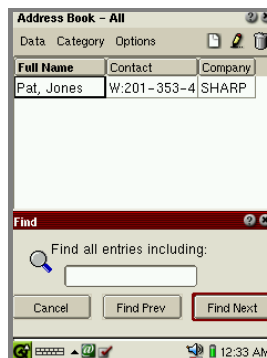 Address Book - All
Data Category Options
Full Name Contact Company
Pat, Jones W:201-353-4 SHARP
Find
Find all entries including:
Cancel Find Prev Find Next
12:33 AM